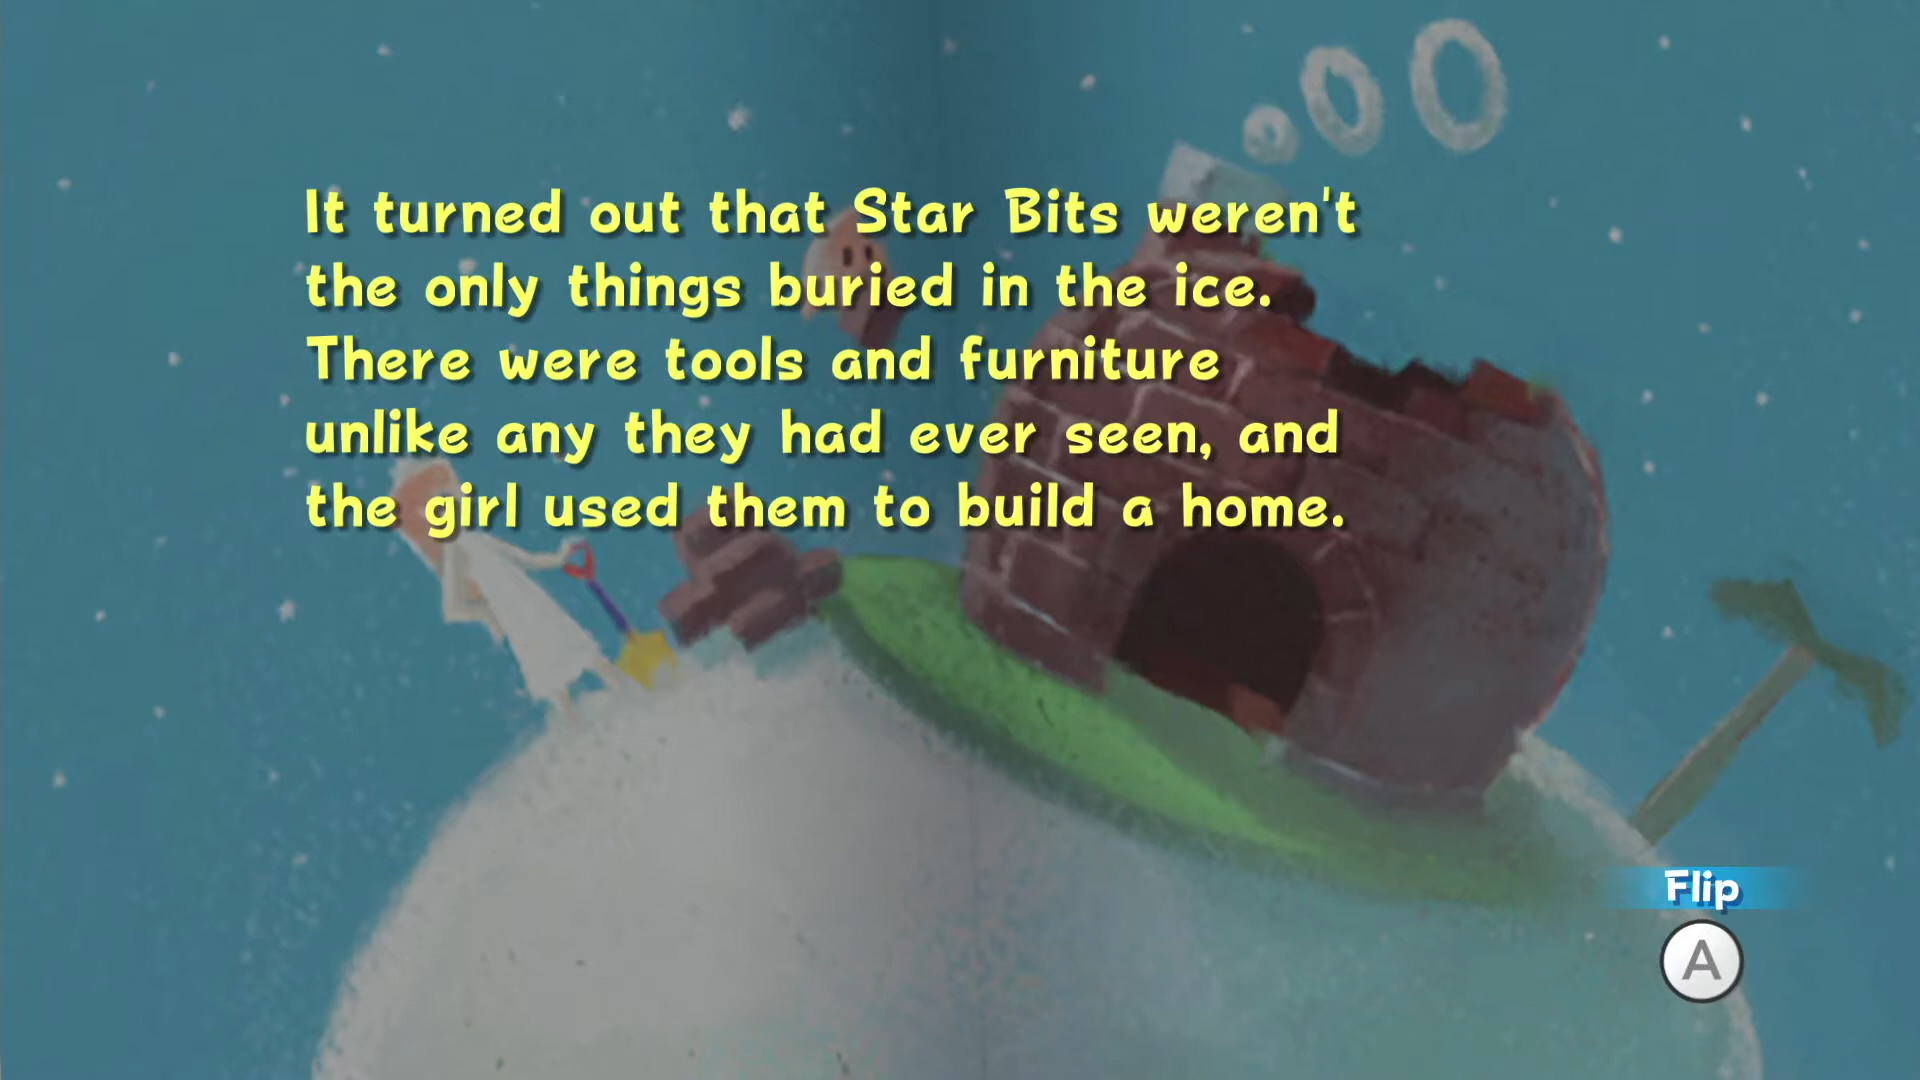 It turned out that Star Bits weren't
the only things buried in the ice.
There were tools and furniture
unlike any they had ever seen, and
the girl used them to build a home.
Flip
A